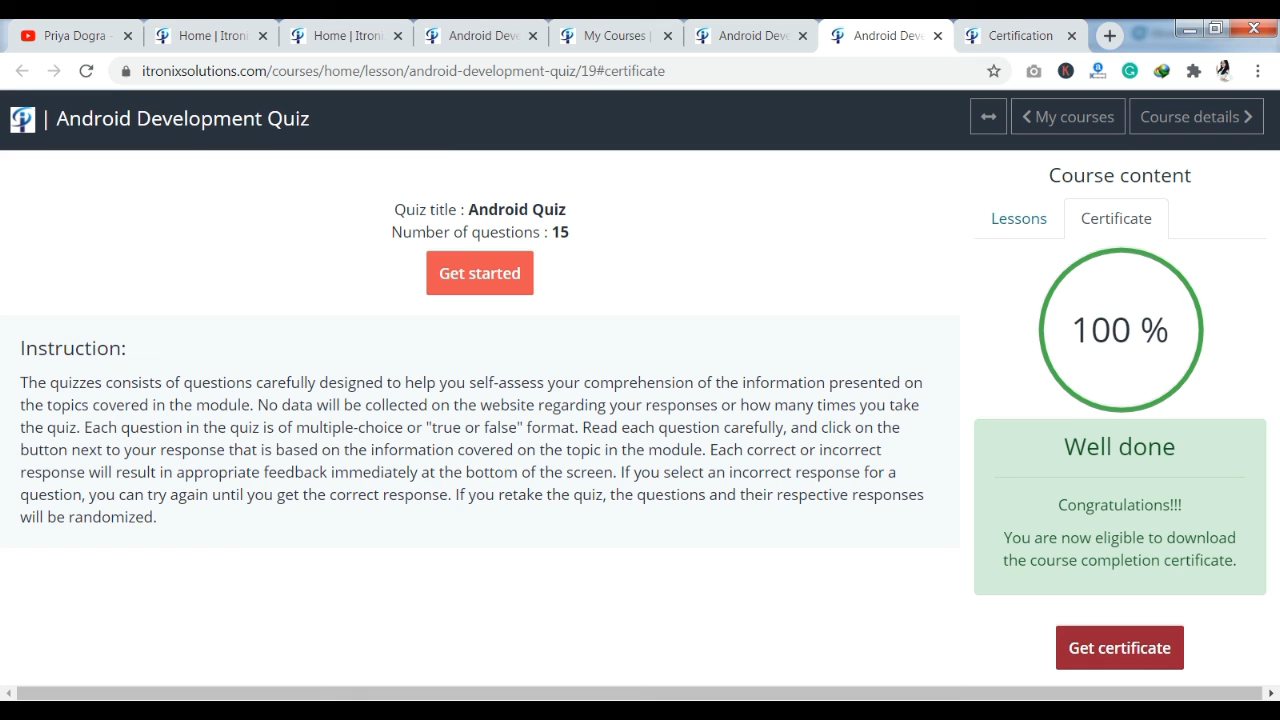 Priya Dogra -
Home | Itroni
Home | Itroni
Android De
My Courses |
Android Deve
Android Deve
Certification
itronixsolutions.com/courses/home/lesson/android-development-quiz/19#certificate
| Android Development Quiz
My courses
Course details
Quiz title : Android Quiz
Number of questions : 15
Get started
Instruction:
The quizzes consists of questions carefully designed to help you self-assess your comprehension of the information presented on
the topics covered in the module. No data will be collected on the website regarding your responses or how many times you take
the quiz. Each question in the quiz is of multiple-choice or "true or false" format. Read each question carefully, and click on the
button next to your response that is based on the information covered on the topic in the module. Each correct or incorrect
response will result in appropriate feedback immediately at the bottom of the screen. If you select an incorrect response for a
question, you can try again until you get the correct response. If you retake the quiz, the questions and their respective responses
will be randomized.
Course content
Lessons
Certificate
100 %
Well done
Congratulations!!!
You are now eligible to download
the course completion certificate.
Get certificate